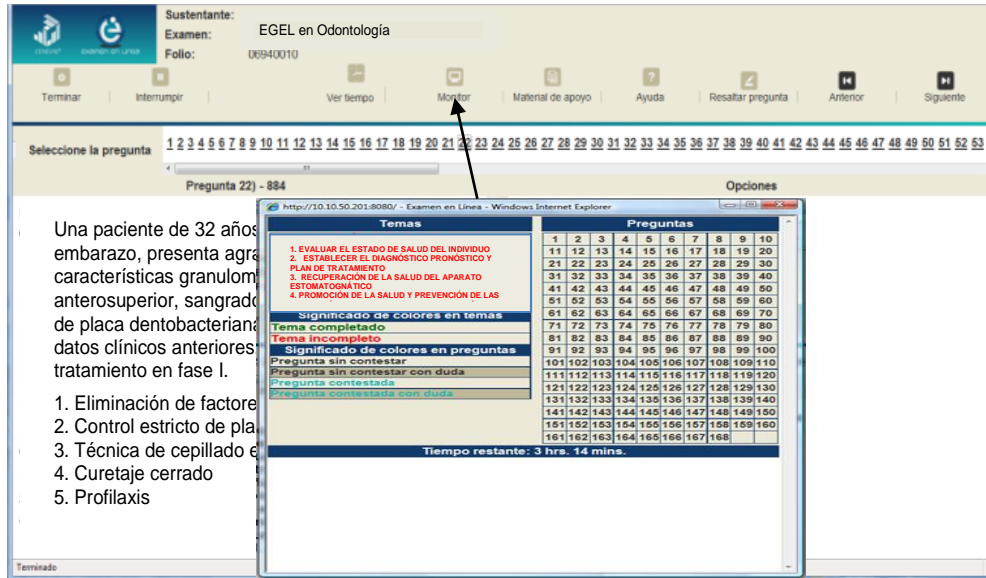 Sustentante:
Examen: EGEL en Odontología
Folio: 06940010
Examen en Línea
Terminar
Interrumpir
Ver tiempo
Monitor
Material de apoyo
Ayuda
Resaltar pregunta
Anterior
Siguiente
Seleccione la pregunta 1 2 3 4 5 6 7 8 9 10 11 12 13 14 15 16 17 18 19 20 21 22 23 24 25 26 27 28 29 30 31 32 33 34 35 36 37 38 39 40 41 42 43 44 45 46 47 48 49 50 51 52 53
Pregunta 22) - 884
Opciones
Una paciente de 32 años
embarazo, presenta agra
características granulom
anterosuperior, sangrado
de placa dentobacteriana
datos clínicos anteriores
tratamiento en fase I.
1. Eliminación de factore
2. Control estricto de pla
3. Técnica de cepillado e
4. Curetaje cerrado
5. Profilaxis
http://10.10.50.201:8080/ - Examen en Línea - Windows Internet Explorer
Temas
1. EVALUAR EL ESTADO DE SALUD DEL INDIVIDUO
2. ESTABLECER EL DIAGNÓSTICO PRONÓSTICO Y
PLAN DE TRATAMIENTO
3. RECUPERACIÓN DE LA SALUD DEL APARATO
ESTOMATOGNÁTICO
4. PROMOCIÓN DE LA SALUD Y PREVENCIÓN DE LAS
Significado de colores en temas
Tema completado
Tema incompleto
Significado de colores en preguntas
Pregunta sin contestar
Pregunta sin contestar con duda
Pregunta contestada
Pregunta contestada con duda
Preguntas
1 2 3 4 5 6 7 8 9 10
11 12 13 14 15 16 17 18 19 20
21 22 23 24 25 26 27 28 29 30
31 32 33 34 35 36 37 38 39 40
41 42 43 44 45 46 47 48 49 50
51 52 53 54 55 56 57 58 59 60
61 62 63 64 65 66 67 68 69 70
71 72 73 74 75 76 77 78 79 80
81 82 83 84 85 86 87 88 89 90
91 92 93 94 95 96 97 98 99 100
101 102 103 104 105 106 107 108 109 110
111 112 113 114 115 116 117 118 119 120
121 122 123 124 125 126 127 128 129 130
131 132 133 134 135 136 137 138 139 140
141 142 143 144 145 146 147 148 149 150
151 152 153 154 155 156 157 158 159 160
161 162 163 164 165 166 167 168
Tiempo restante: 3 hrs. 14 mins.
Terminado